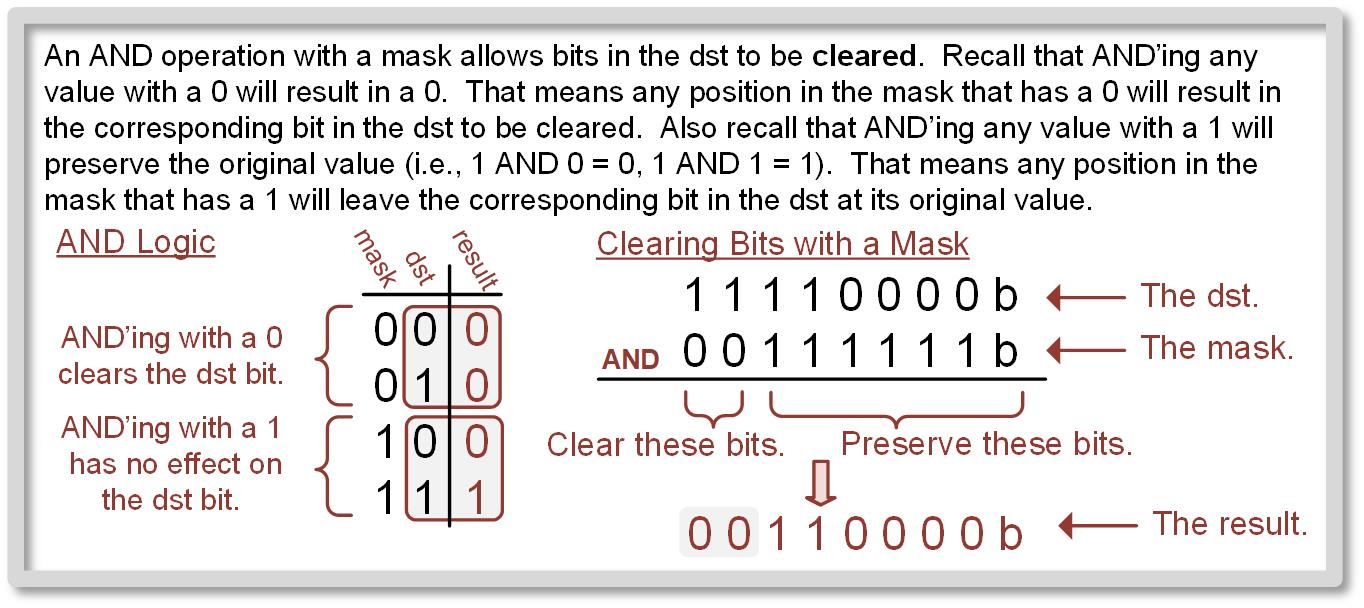 An AND operation with a mask allows bits in the dst to be cleared.  Recall that AND’ing any
value with a 0 will result in a 0.  That means any position in the mask that has a 0 will result in
the corresponding bit in the dst to be cleared.  Also recall that AND’ing any value with a 1 will
preserve the original value (i.e., 1 AND 0 = 0, 1 AND 1 = 1).  That means any position in the
mask that has a 1 will leave the corresponding bit in the dst at its original value.
AND Logic
mask dst result
AND’ing with a 0
clears the dst bit.
0 0 0
0 1 0
AND’ing with a 1
has no effect on
the dst bit.
1 0 0
1 1 1
Clearing Bits with a Mask
1 1 1 1 0 0 0 0 b The dst.
AND 0 0 1 1 1 1 1 1 b The mask.
Clear these bits. Preserve these bits.
0 0 1 1 0 0 0 0 b The result.